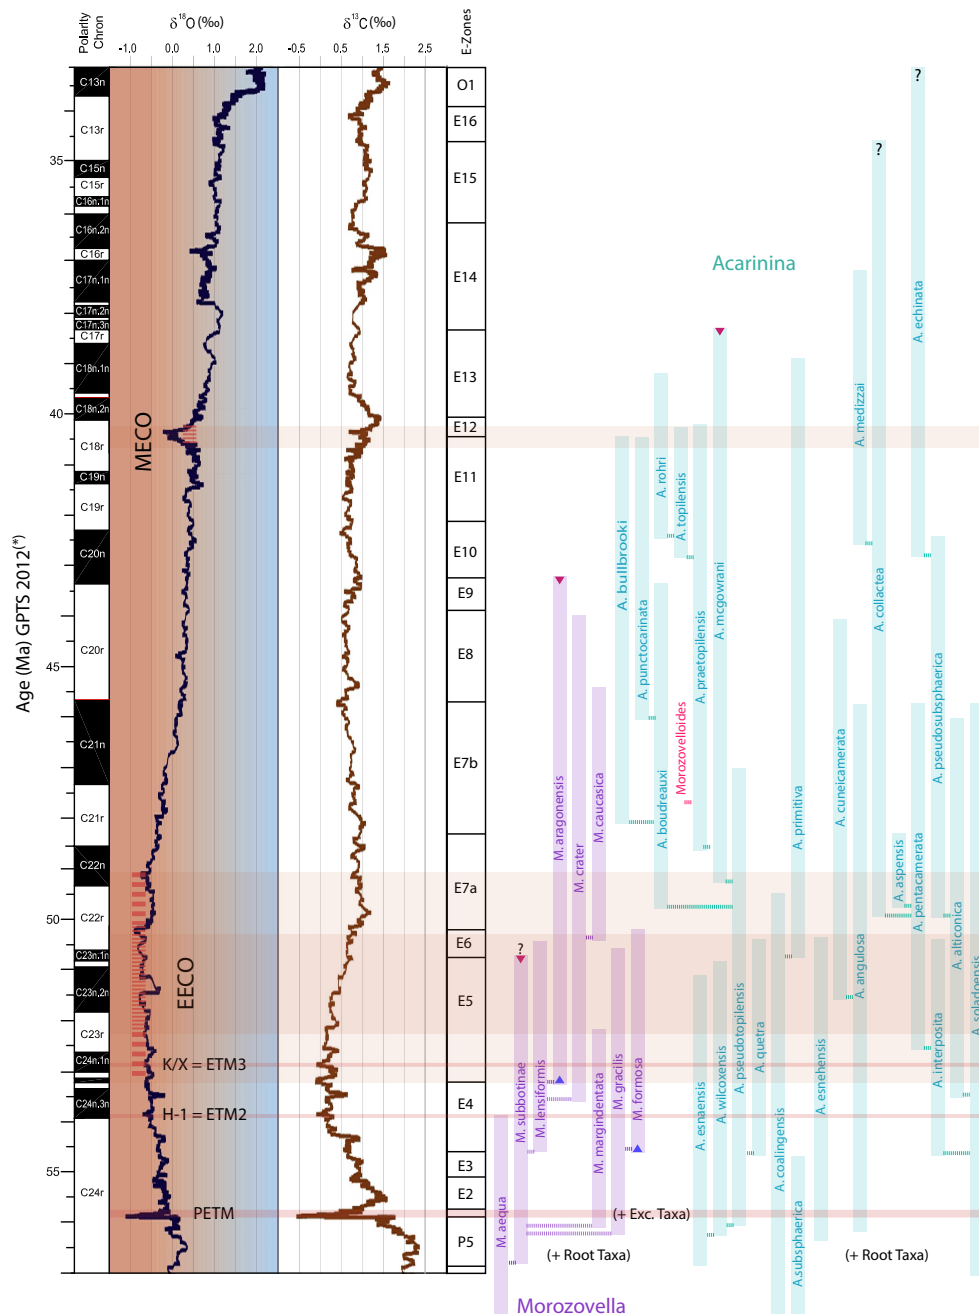 Polarity
Chron
δ¹⁸O (‰)
δ¹³C (‰)
E-Zones
-1.0 0.0 1.0 2.0
-0.5 0.5 1.5 2.5
Age (Ma) GPTS 2012(*)
35
40
45
50
55
C13n
C13r
C15n
C15r
C16n.1n
C16n.2n
C16r
C17n.1n
C17n.2n
C17n.3n
C17r
C18n.1n
C18n.2n
C18r
C19n
C19r
C20n
C20r
C21n
C21r
C22n
C22r
C23n.1n
C23n.2n
C23r
C24n.1n
C24n.3n
C24r
MECO
EECO
K/X = ETM3
H-1 = ETM2
PETM
O1
E16
E15
E14
E13
E12
E11
E10
E9
E8
E7b
E7a
E6
E5
E4
E3
E2
P5
Acarinina
?
?
?
M. aequa
M. subbotinae
M. lensiformis
M. aragonensis
M. crater
M. caucasica
M. margindentata
M. gracilis
M. formosa
A. bullbrooki
A. punctocarinata
A. rohri
A. boudreauxi
A. topilensis
Morozovelloides
A. praetopilensis
A. mcgowrani
A. esnaensis
A. wilcoxensis
A. pseudotopilensis
A. quetra
A. coalingensis
A. primitiva
A.subsphaerica
A. esnehensis
A. cuneicamerata
A. medizzai
A. angulosa
A. collactea
A. aspensis
A. echinata
A. pentacamerata
A. pseudosubsphaerica
A. interposita
A. alticonica
A. soladoensis
(+ Exc. Taxa)
(+ Root Taxa)
(+ Root Taxa)
Morozovella